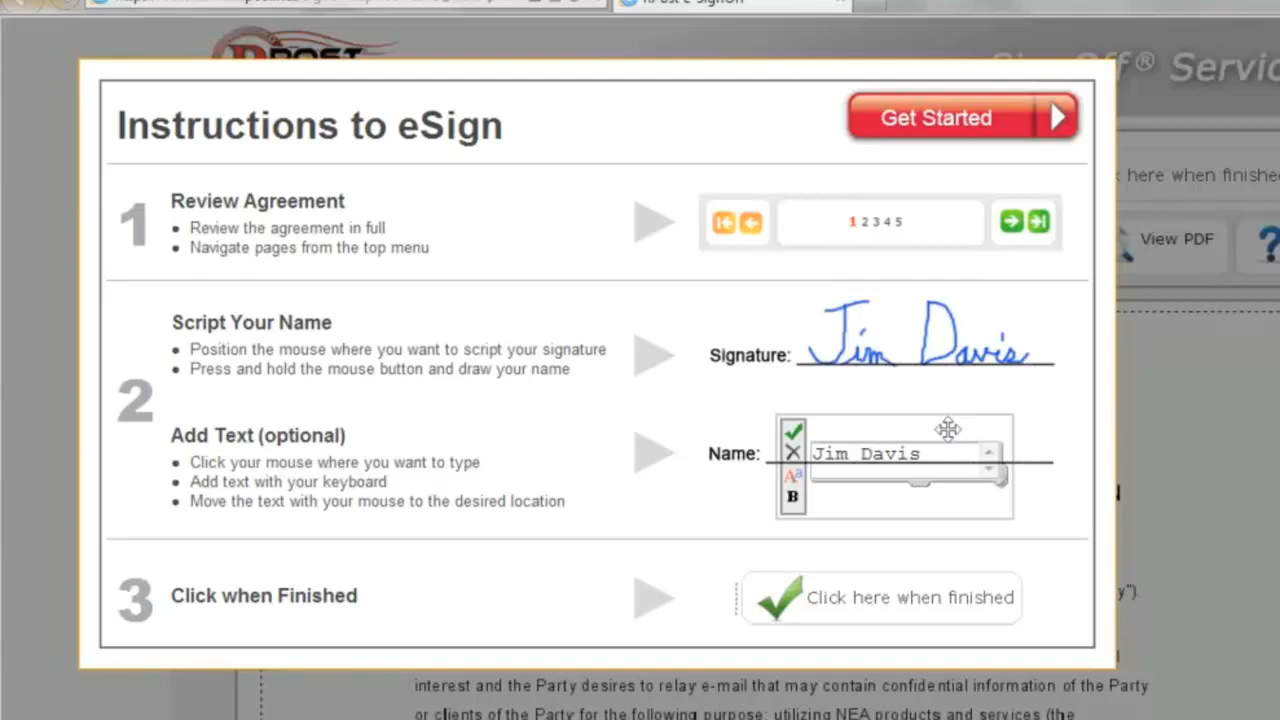 RPOST
Sign Off® Servic
Instructions to eSign
Get Started
here when finished
1
Review Agreement
Review the agreement in full
Navigate pages from the top menu
1 2 3 4 5
View PDF
?
2
Script Your Name
Position the mouse where you want to script your signature
Press and hold the mouse button and draw your name
Signature: Jim Davis
Add Text (optional)
Click your mouse where you want to type
Add text with your keyboard
Move the text with your mouse to the desired location
Name: Jim Davis
Aa
B
3
Click when Finished
Click here when finished
y").
interest and the Party desires to relay e-mail that may contain confidential information of the Party
or clients of the Party for the following purpose: utilizing NEA products and services (the